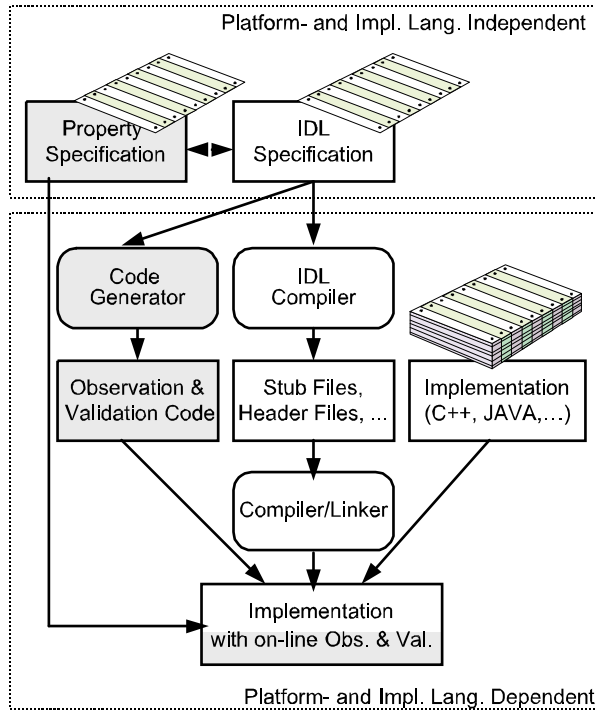 Platform- and Impl. Lang. Independent
Property
Specification
IDL
Specification
Code
Generator
IDL
Compiler
Observation &
Validation Code
Stub Files,
Header Files, ...
Implementation
(C++, JAVA,...)
Compiler/Linker
Implementation
with on-line Obs. & Val.
Platform- and Impl. Lang. Dependent